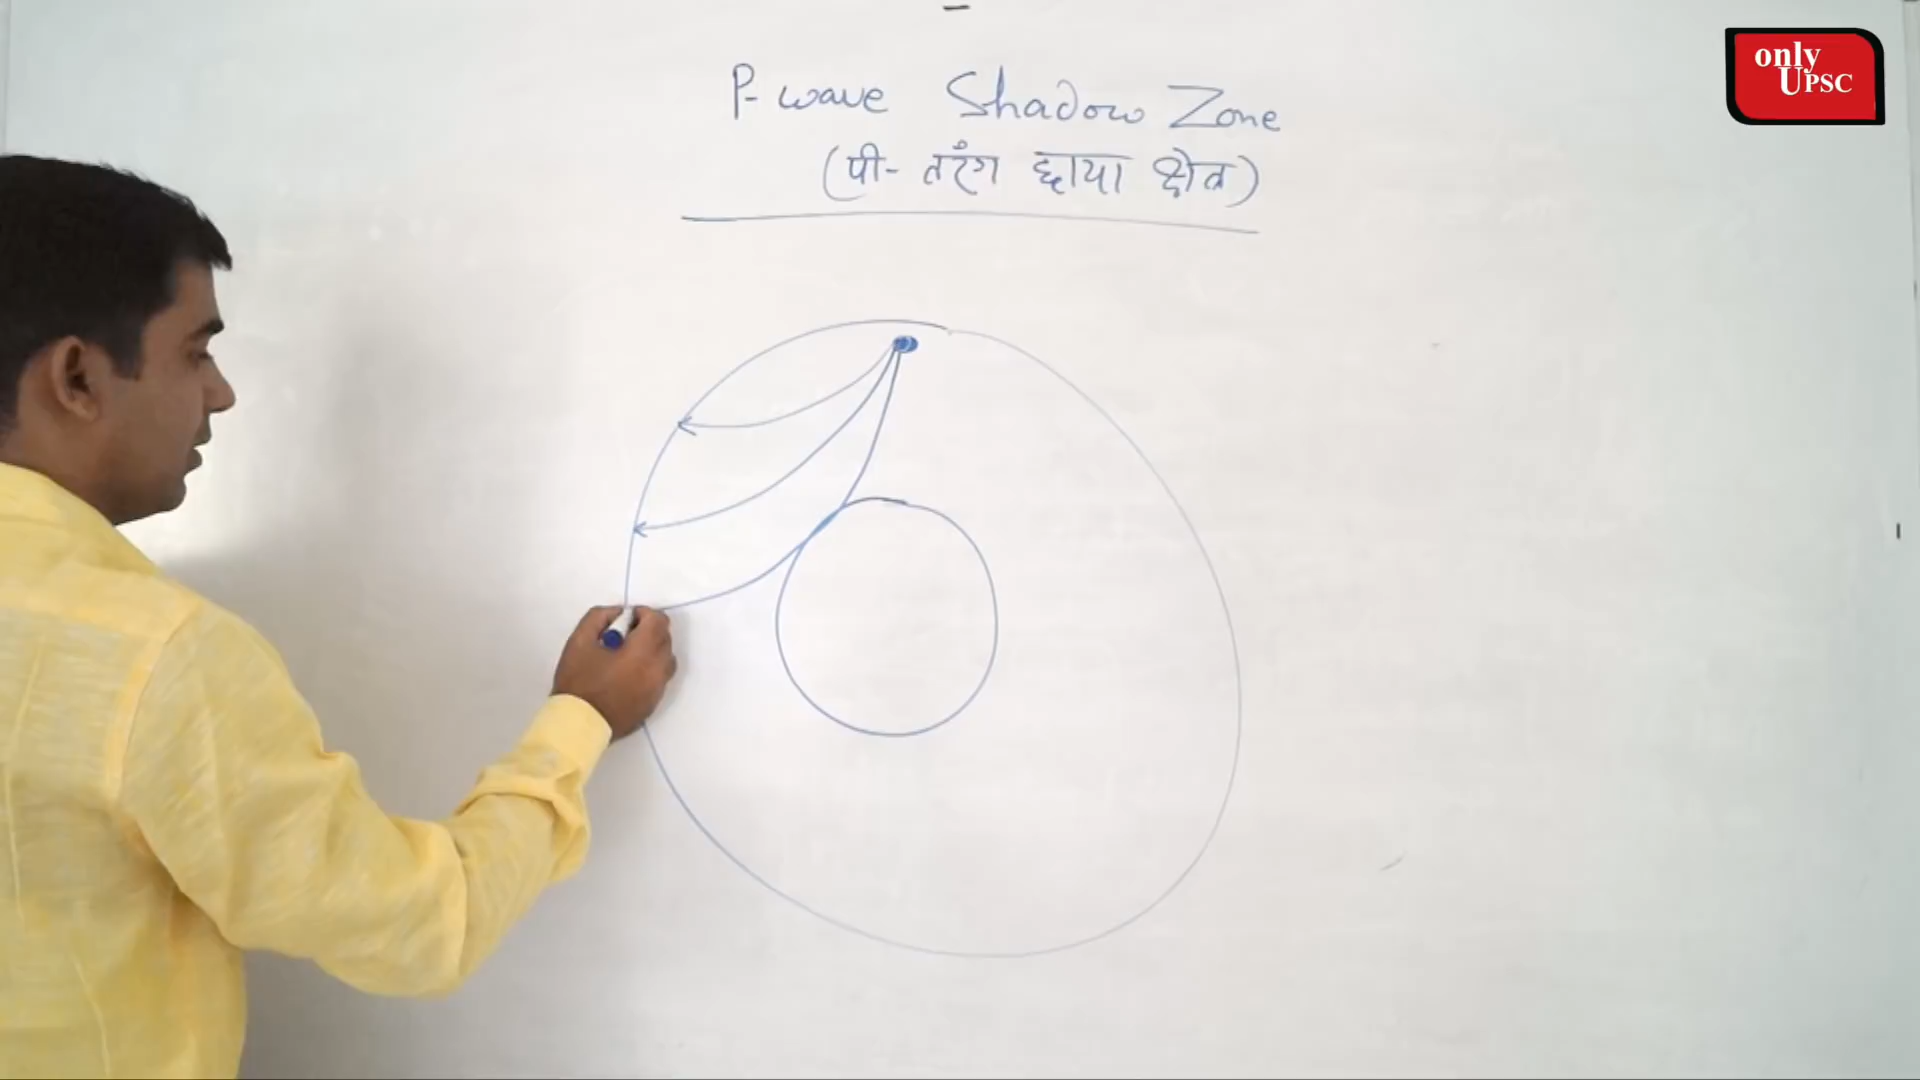 P- wave Shadow Zone
(पी- तरंग छाया क्षेत्र)
only
UPSC